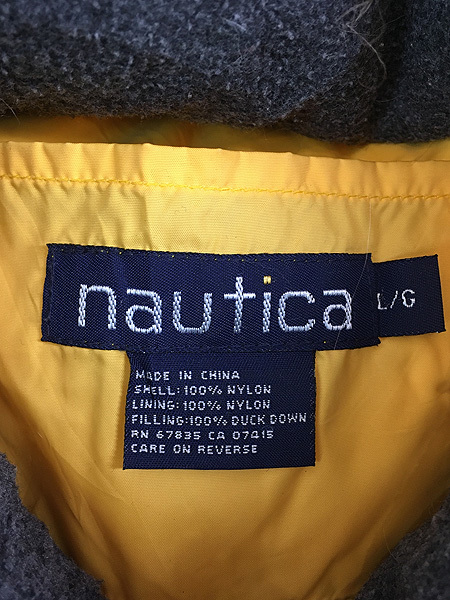 nautica
L/G
MADE IN CHINA
SHELL: 100% NYLON
LINING: 100% NYLON
FILLING: 100% DUCK DOWN
RN 67835 CA 07415
CARE ON REVERSE